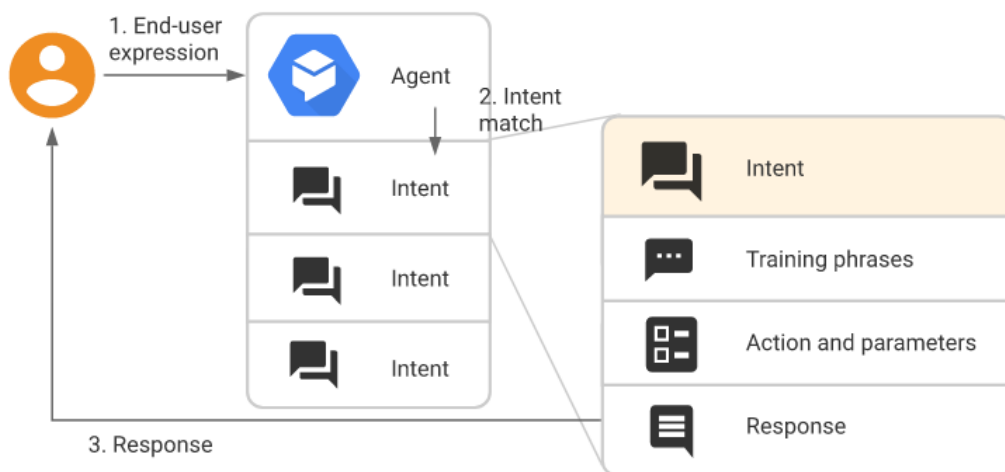 1. End-user
expression
Agent
2. Intent
match
Intent
Intent
Intent
Intent
Training phrases
Action and parameters
Response
3. Response